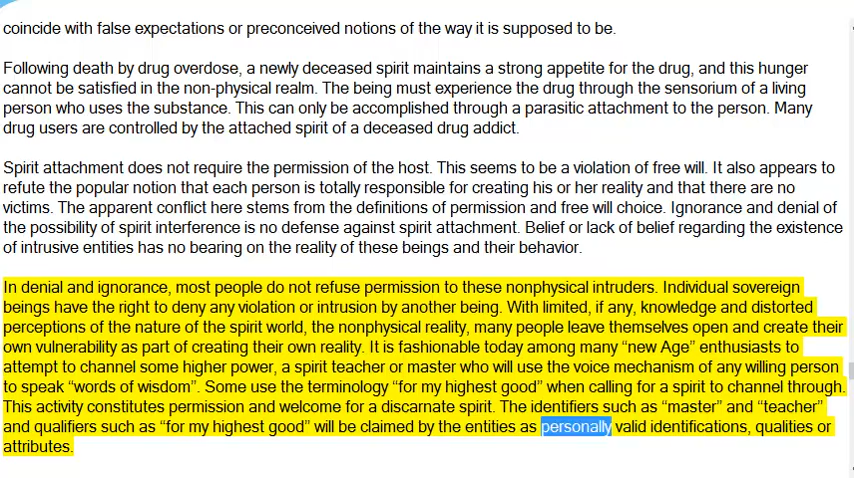 coincide with false expectations or preconceived notions of the way it is supposed to be.
Following death by drug overdose, a newly deceased spirit maintains a strong appetite for the drug, and this hunger
cannot be satisfied in the non-physical realm. The being must experience the drug through the sensorium of a living
person who uses the substance. This can only be accomplished through a parasitic attachment to the person. Many
drug users are controlled by the attached spirit of a deceased drug addict.
Spirit attachment does not require the permission of the host. This seems to be a violation of free will. It also appears to
refute the popular notion that each person is totally responsible for creating his or her reality and that there are no
victims. The apparent conflict here stems from the definitions of permission and free will choice. Ignorance and denial of
the possibility of spirit interference is no defense against spirit attachment. Belief or lack of belief regarding the existence
of intrusive entities has no bearing on the reality of these beings and their behavior.
In denial and ignorance, most people do not refuse permission to these nonphysical intruders. Individual sovereign
beings have the right to deny any violation or intrusion by another being. With limited, if any, knowledge and distorted
perceptions of the nature of the spirit world, the nonphysical reality, many people leave themselves open and create their
own vulnerability as part of creating their own reality. It is fashionable today among many “new Age” enthusiasts to
attempt to channel some higher power, a spirit teacher or master who will use the voice mechanism of any willing person
to speak “words of wisdom”. Some use the terminology “for my highest good” when calling for a spirit to channel through.
This activity constitutes permission and welcome for a discarnate spirit. The identifiers such as “master” and “teacher”
and qualifiers such as “for my highest good” will be claimed by the entities as personally valid identifications, qualities or
attributes.